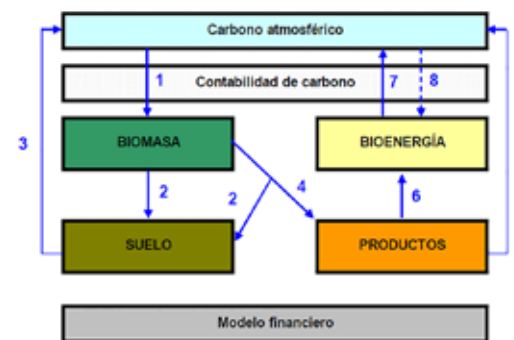 Carbono atmosférico
1
Contabilidad de carbono
7
8
3
BIOMASA
BIOENERGÍA
2
2
4
6
SUELO
PRODUCTOS
Modelo financiero